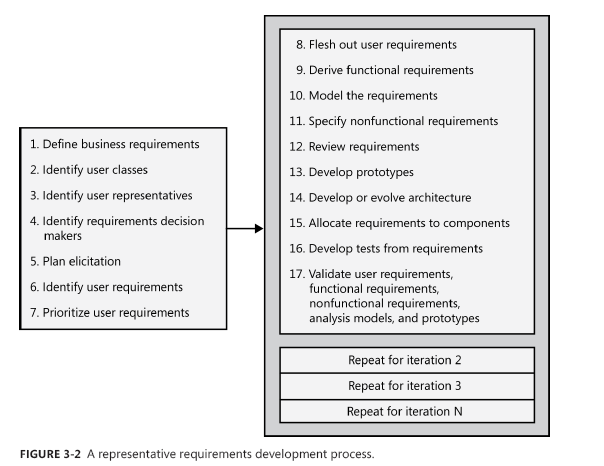 1. Define business requirements
2. Identify user classes
3. Identify user representatives
4. Identify requirements decision
makers
5. Plan elicitation
6. Identify user requirements
7. Prioritize user requirements
8. Flesh out user requirements
9. Derive functional requirements
10. Model the requirements
11. Specify nonfunctional requirements
12. Review requirements
13. Develop prototypes
14. Develop or evolve architecture
15. Allocate requirements to components
16. Develop tests from requirements
17. Validate user requirements,
functional requirements,
nonfunctional requirements,
analysis models, and prototypes
Repeat for iteration 2
Repeat for iteration 3
Repeat for iteration N
FIGURE 3-2 A representative requirements development process.